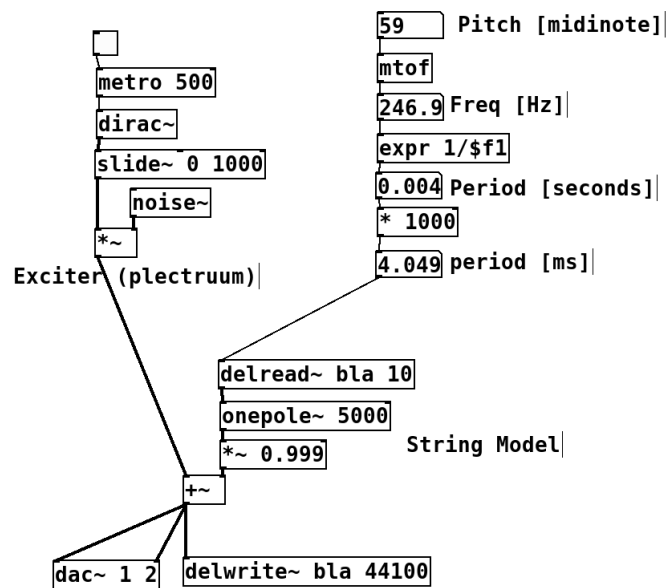 59
Pitch [midinote]
metro 500
mtof
dirac~
246.9
Freq [Hz]
slide~ 0 1000
expr 1/$f1
noise~
0.004
Period [seconds]
*~
* 1000
Exciter (plectruum)
4.049
period [ms]
delread~ bla 10
onepole~ 5000
*~ 0.999
String Model
+~
dac~ 1 2
delwrite~ bla 44100